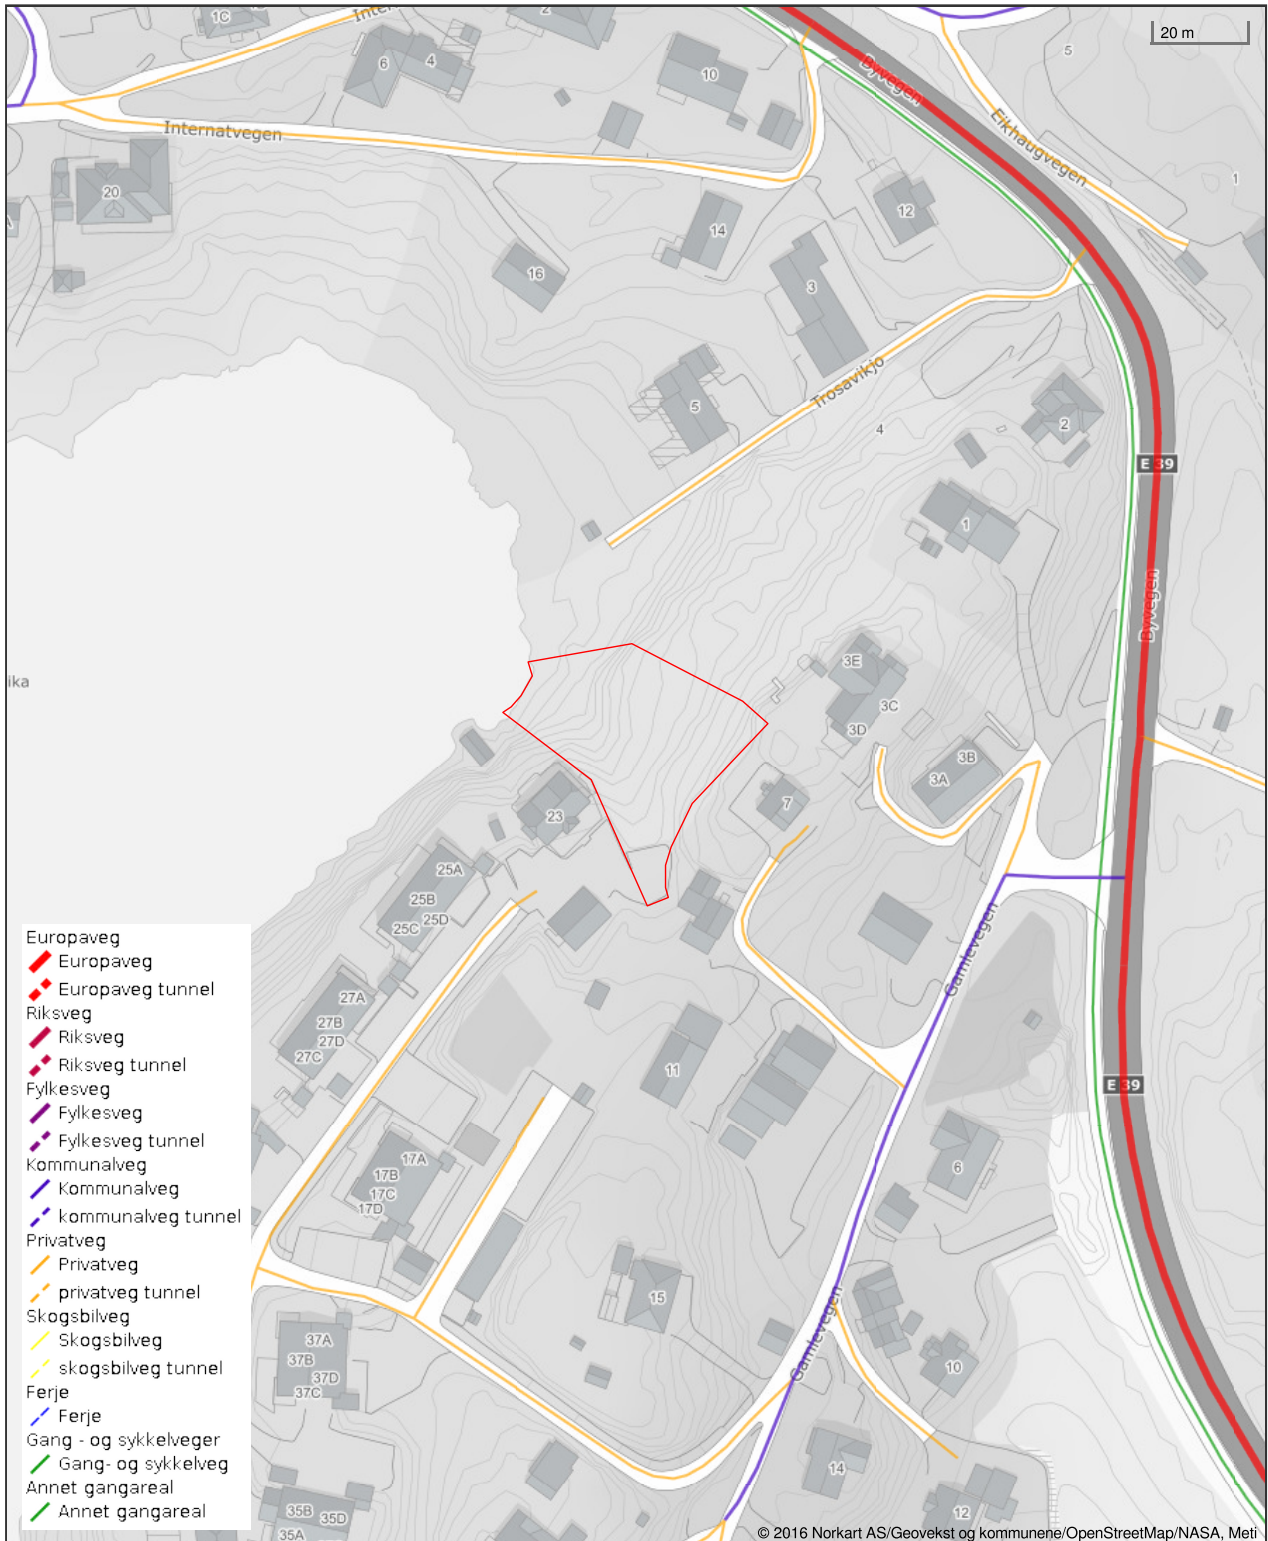 1C
Inter
2
20 m
6
4
10
Byvegen
5
Internatvegen
Eikhaugvegen
20
1
12
14
16
3
Trosavikjo
5
2
4
E 39
1
Byvegen
3E
ika
3C
3D
3B
3A
7
23
25A
25B
25C
25D
Gamlevegen
Europaveg
Europaveg
Europaveg tunnel
Riksveg
Riksveg
Riksveg tunnel
Fylkesveg
Fylkesveg
Fylkesveg tunnel
Kommunalveg
Kommunalveg
kommunalveg tunnel
Privatveg
Privatveg
privatveg tunnel
Skogsbilveg
Skogsbilveg
skogsbilveg tunnel
Ferje
Ferje
Gang - og sykkelveger
Gang- og sykkelveg
Annet gangareal
Annet gangareal
27A
27B
27D
27C
11
E 39
17A
17B
17C
17D
6
15
Gamlevegen
37A
37B
37D
37C
10
14
35B
35D
35A
12
© 2016 Norkart AS/Geovekst og kommunene/OpenStreetMap/NASA, Meti